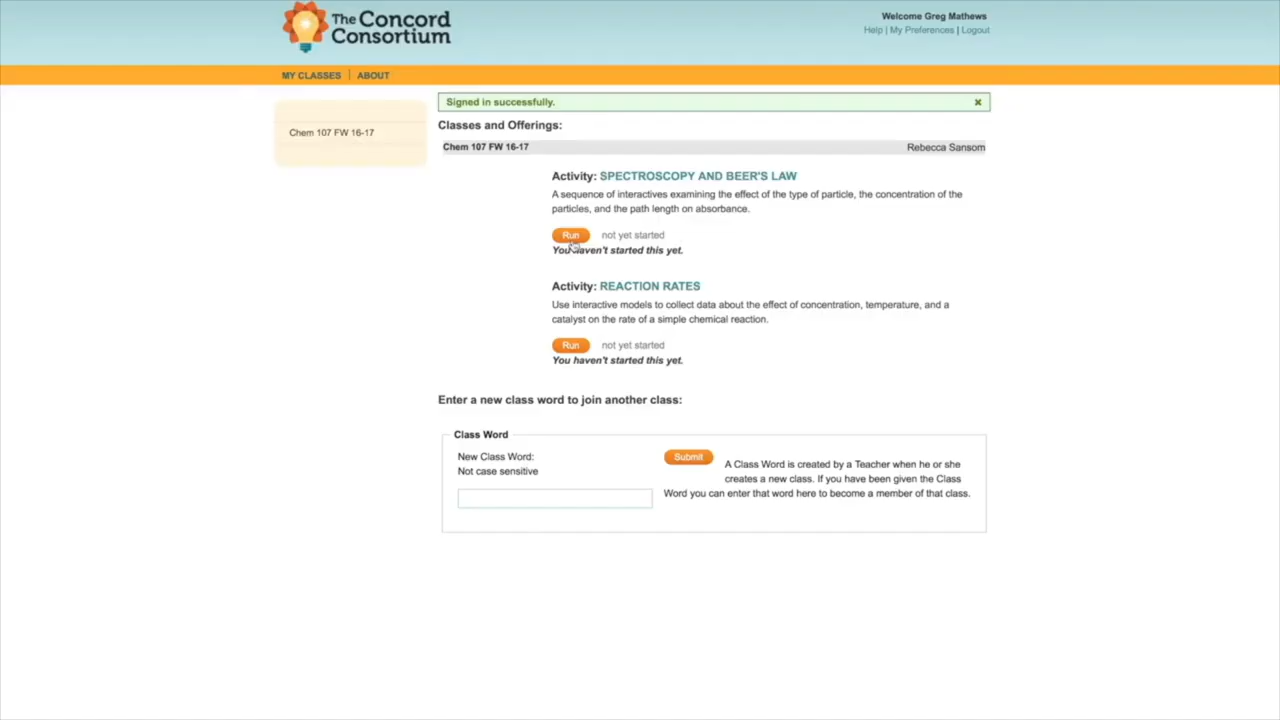 The Concord
Consortium
Welcome Greg Mathews
Help | My Preferences | Logout
MY CLASSES | ABOUT
Signed in successfully. ×
Chem 107 FW 16-17
Classes and Offerings:
Chem 107 FW 16-17 Rebecca Sansom
Activity: SPECTROSCOPY AND BEER'S LAW
A sequence of interactives examining the effect of the type of particle, the concentration of the
particles, and the path length on absorbance.
Run not yet started
You haven't started this yet.
Activity: REACTION RATES
Use interactive models to collect data about the effect of concentration, temperature, and a
catalyst on the rate of a simple chemical reaction.
Run not yet started
You haven't started this yet.
Enter a new class word to join another class:
Class Word
New Class Word:
Not case sensitive
Submit
A Class Word is created by a Teacher when he or she
creates a new class. If you have been given the Class
Word you can enter that word here to become a member of that class.